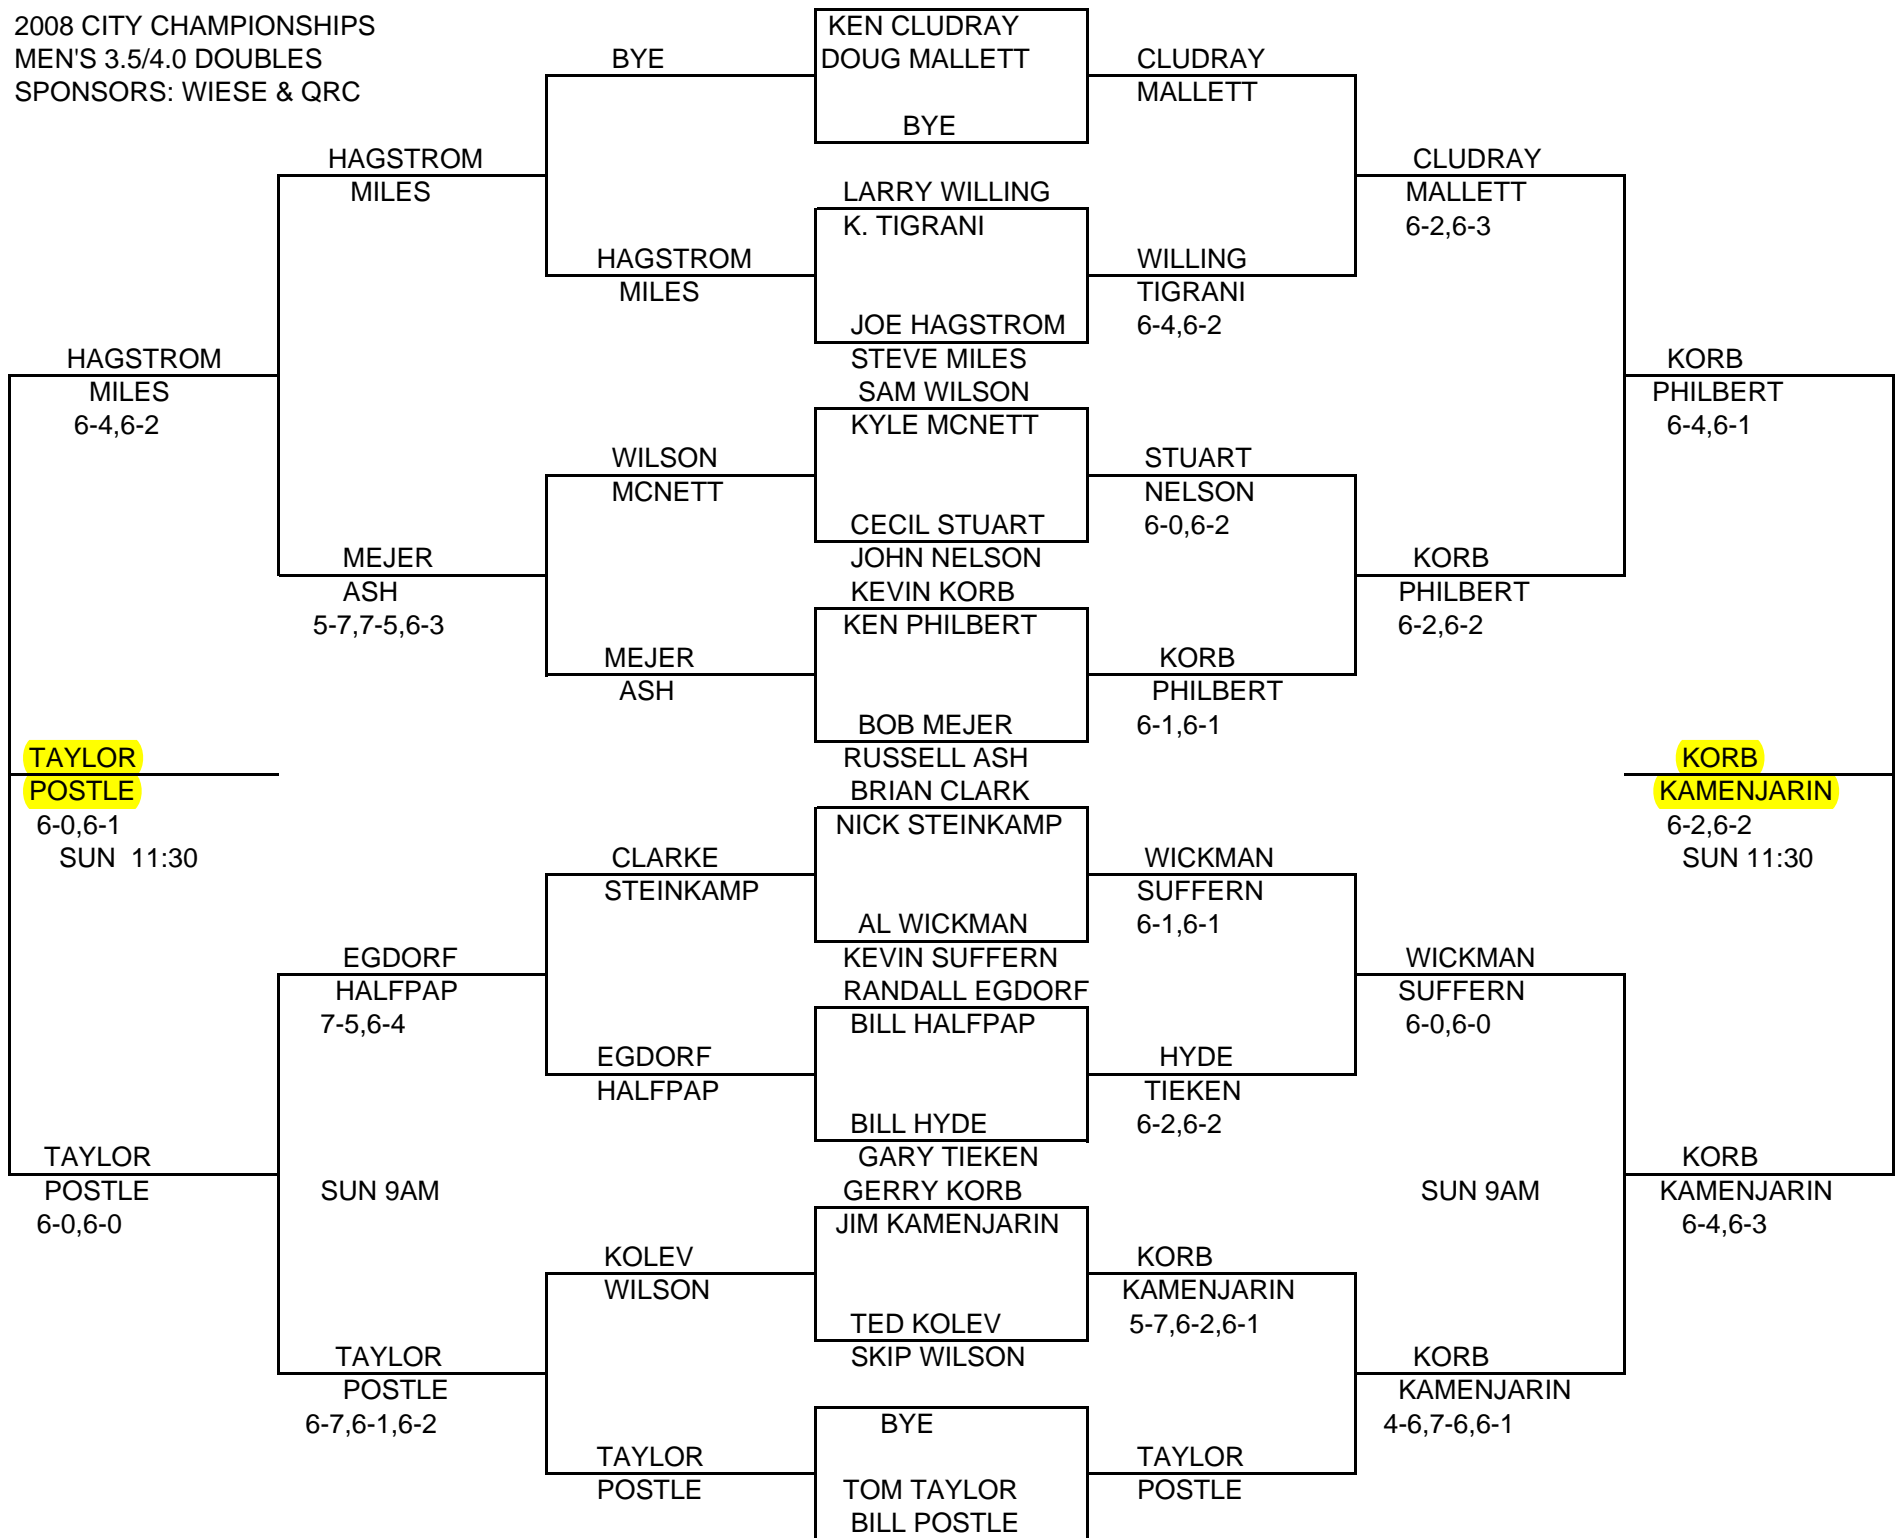 2008 CITY CHAMPIONSHIPS
MEN'S 3.5/4.0 DOUBLES
SPONSORS: WIESE & QRC
TAYLOR
POSTLE
6-0,6-1
SUN 11:30
HAGSTROM
MILES
6-4,6-2
TAYLOR
POSTLE
6-0,6-0
HAGSTROM
MILES
MEJER
ASH
5-7,7-5,6-3
EGDORF
HALFPAP
7-5,6-4
SUN 9AM
TAYLOR
POSTLE
6-7,6-1,6-2
BYE
HAGSTROM
MILES
WILSON
MCNETT
MEJER
ASH
CLARKE
STEINKAMP
EGDORF
HALFPAP
KOLEV
WILSON
TAYLOR
POSTLE
KEN CLUDRAY
DOUG MALLETT
BYE
LARRY WILLING
K. TIGRANI
JOE HAGSTROM
STEVE MILES
SAM WILSON
KYLE MCNETT
CECIL STUART
JOHN NELSON
KEVIN KORB
KEN PHILBERT
BOB MEJER
RUSSELL ASH
BRIAN CLARK
NICK STEINKAMP
AL WICKMAN
KEVIN SUFFERN
RANDALL EGDORF
BILL HALFPAP
BILL HYDE
GARY TIEKEN
GERRY KORB
JIM KAMENJARIN
TED KOLEV
SKIP WILSON
BYE
TOM TAYLOR
BILL POSTLE
CLUDRAY
MALLETT
WILLING
TIGRANI
6-4,6-2
STUART
NELSON
6-0,6-2
KORB
PHILBERT
6-1,6-1
WICKMAN
SUFFERN
6-1,6-1
HYDE
TIEKEN
6-2,6-2
KORB
KAMENJARIN
5-7,6-2,6-1
TAYLOR
POSTLE
CLUDRAY
MALLETT
6-2,6-3
KORB
PHILBERT
6-2,6-2
WICKMAN
SUFFERN
6-0,6-0
SUN 9AM
KORB
KAMENJARIN
4-6,7-6,6-1
KORB
PHILBERT
6-4,6-1
KORB
KAMENJARIN
6-2,6-2
SUN 11:30
KORB
KAMENJARIN
6-4,6-3